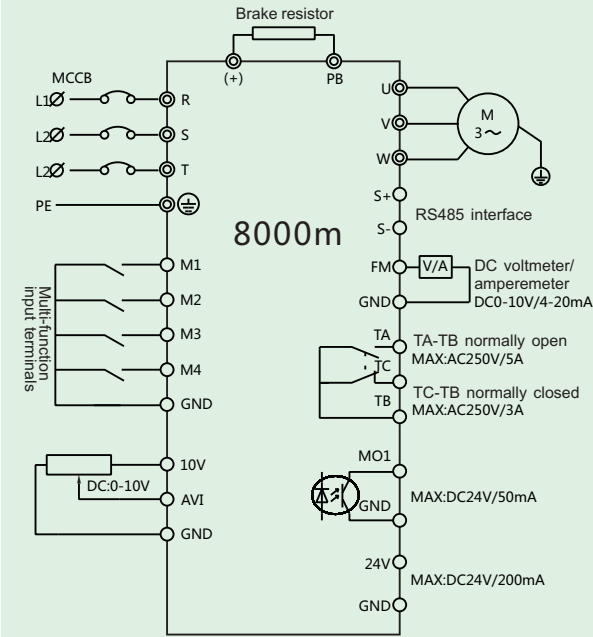 Brake resistor
(+)
PB
MCCB
L1
R
L2
S
L2
T
PE
U
V
W
M
3~
S+
S-
RS485 interface
8000m
FM
V/A
DC voltmeter/
amperemeter
GND
DC0-10V/4-20mA
Multi-function
input terminals
M1
M2
M3
M4
GND
TA
TA-TB normally open
MAX:AC250V/5A
TC
TC-TB normally closed
TB
MAX:AC250V/3A
10V
DC:0-10V
AVI
GND
MO1
GND
MAX:DC24V/50mA
24V
MAX:DC24V/200mA
GND